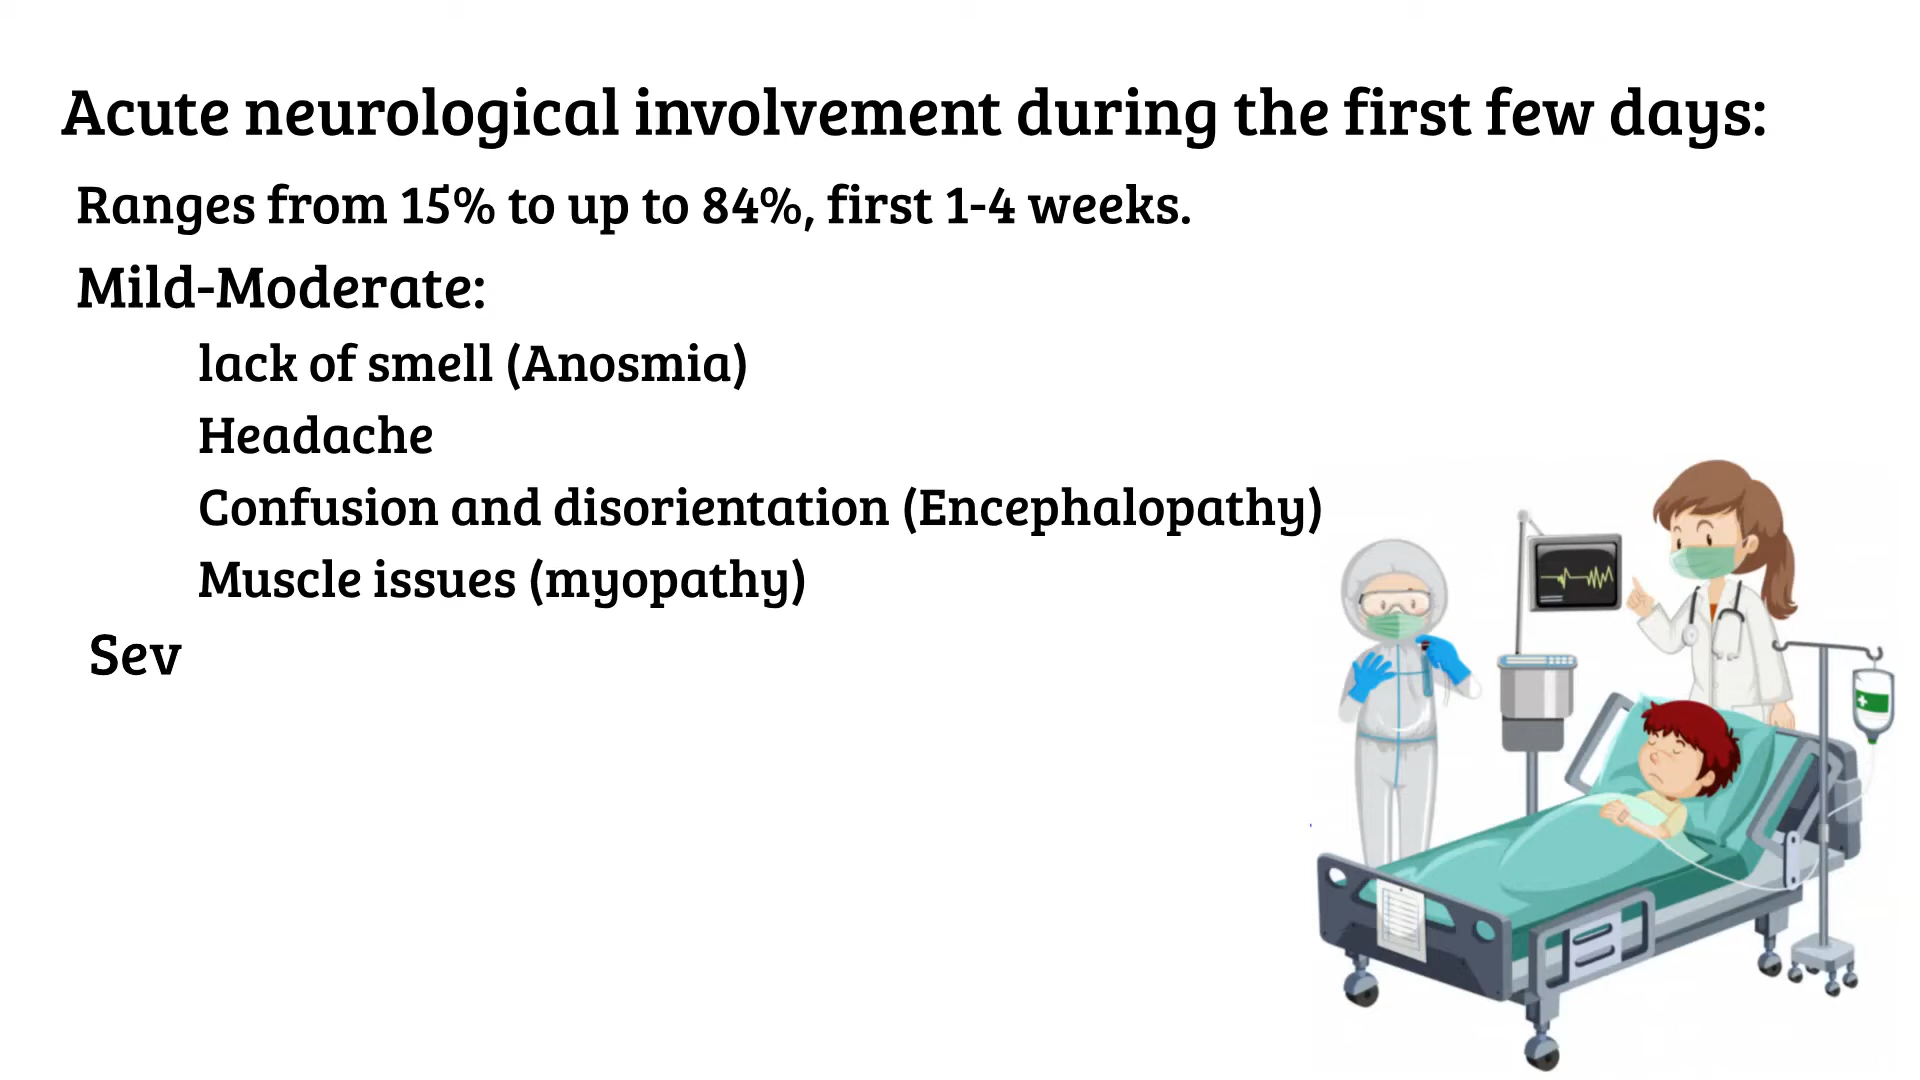 Acute neurological involvement during the first few days:
Ranges from 15% to up to 84%, first 1-4 weeks.
Mild-Moderate:
lack of smell (Anosmia)
Headache
Confusion and disorientation (Encephalopathy)
Muscle issues (myopathy)
Sev